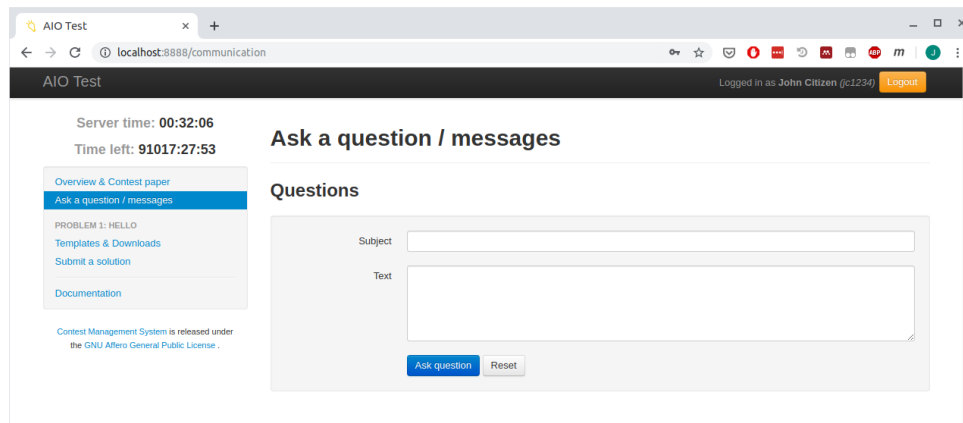 AIO Test
localhost:8888/communication
ABP
m
J
AIO Test
Logged in as John Citizen (jc1234) Logout
Server time: 00:32:06
Time left: 91017:27:53
Overview & Contest paper
Ask a question / messages
PROBLEM 1: HELLO
Templates & Downloads
Submit a solution
Documentation
Contest Management System is released under
the GNU Affero General Public License .
Ask a question / messages
Questions
Subject
Text
Ask question Reset